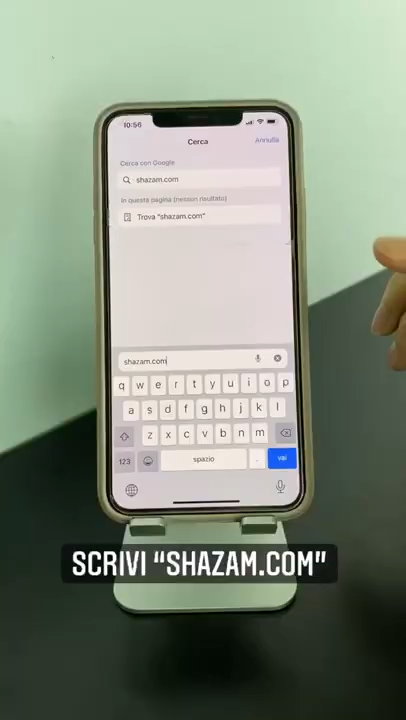 10:56
Cerca
Annulla
Cerca con Google
shazam.com
In questa pagina (nessun risultato)
Trova "shazam.com"
shazam.com
q w e r t y u i o p
a s d f g h j k l
z x c v b n m
123
spazio
.
vai
SCRIVI “SHAZAM.COM”